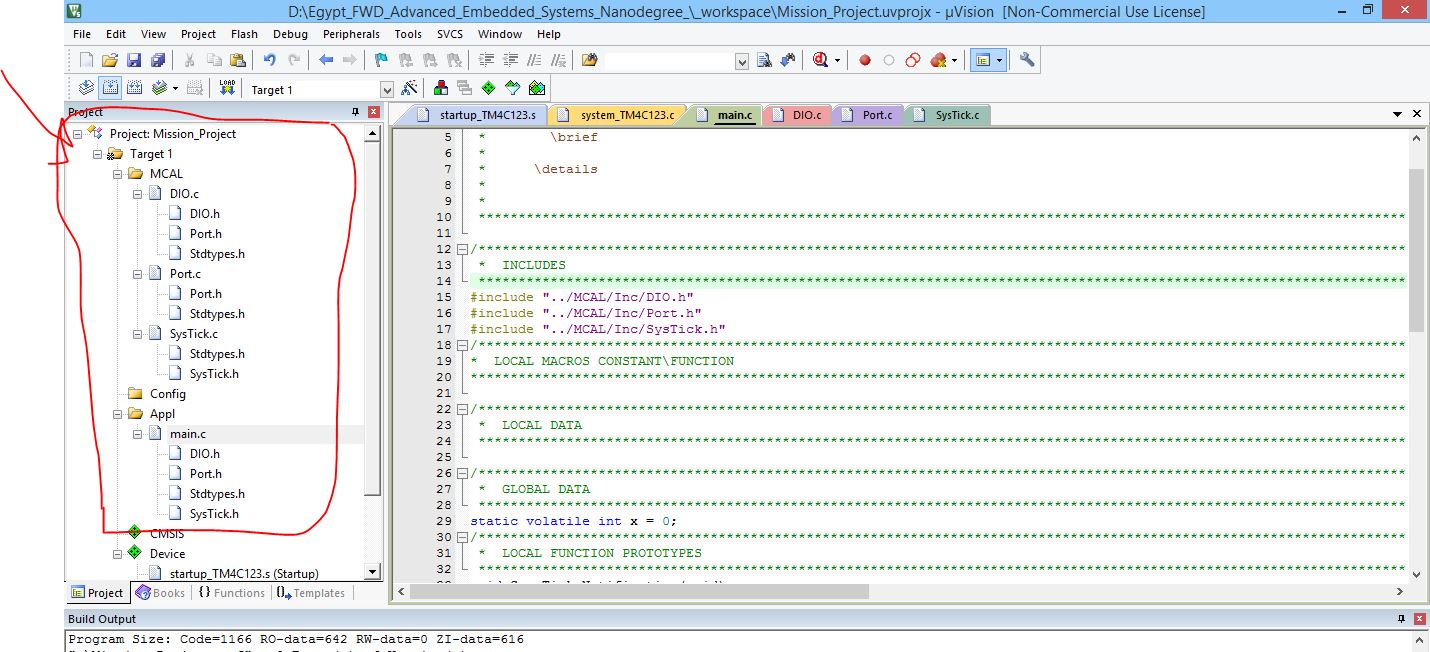 D:\Egypt_FWD_Advanced_Embedded_Systems_Nanodegree_\_workspace\Mission_Project.uvprojx - µVision [Non-Commercial Use License]
File Edit View Project Flash Debug Peripherals Tools SVCS Window Help
LOAD Target 1
Project
Project: Mission_Project
Target 1
MCAL
DIO.c
DIO.h
Port.h
Stdtypes.h
Port.c
Port.h
Stdtypes.h
SysTick.c
Stdtypes.h
SysTick.h
Config
Appl
main.c
DIO.h
Port.h
Stdtypes.h
SysTick.h
CMSIS
Device
startup_TM4C123.s (Startup)
Project Books {} Functions Templates
startup_TM4C123.s system_TM4C123.c main.c DIO.c Port.c SysTick.c
5 * \brief
6 *
7 * \details
8 *
9 *
10 ********************************************************************************************************************
11
12 /********************************************************************************************************************
13 * INCLUDES
14 ********************************************************************************************************************
15 #include "../MCAL/Inc/DIO.h"
16 #include "../MCAL/Inc/Port.h"
17 #include "../MCAL/Inc/SysTick.h"
18 /********************************************************************************************************************
19 * LOCAL MACROS CONSTANT\FUNCTION
20 *********************************************************************************************************************
21
22 /********************************************************************************************************************
23 * LOCAL DATA
24 ********************************************************************************************************************
25
26 /********************************************************************************************************************
27 * GLOBAL DATA
28 ********************************************************************************************************************
29 static volatile int x = 0;
30 /********************************************************************************************************************
31 * LOCAL FUNCTION PROTOTYPES
32 ********************************************************************************************************************
Build Output
Program Size: Code=1166 RO-data=642 RW-data=0 ZI-data=616